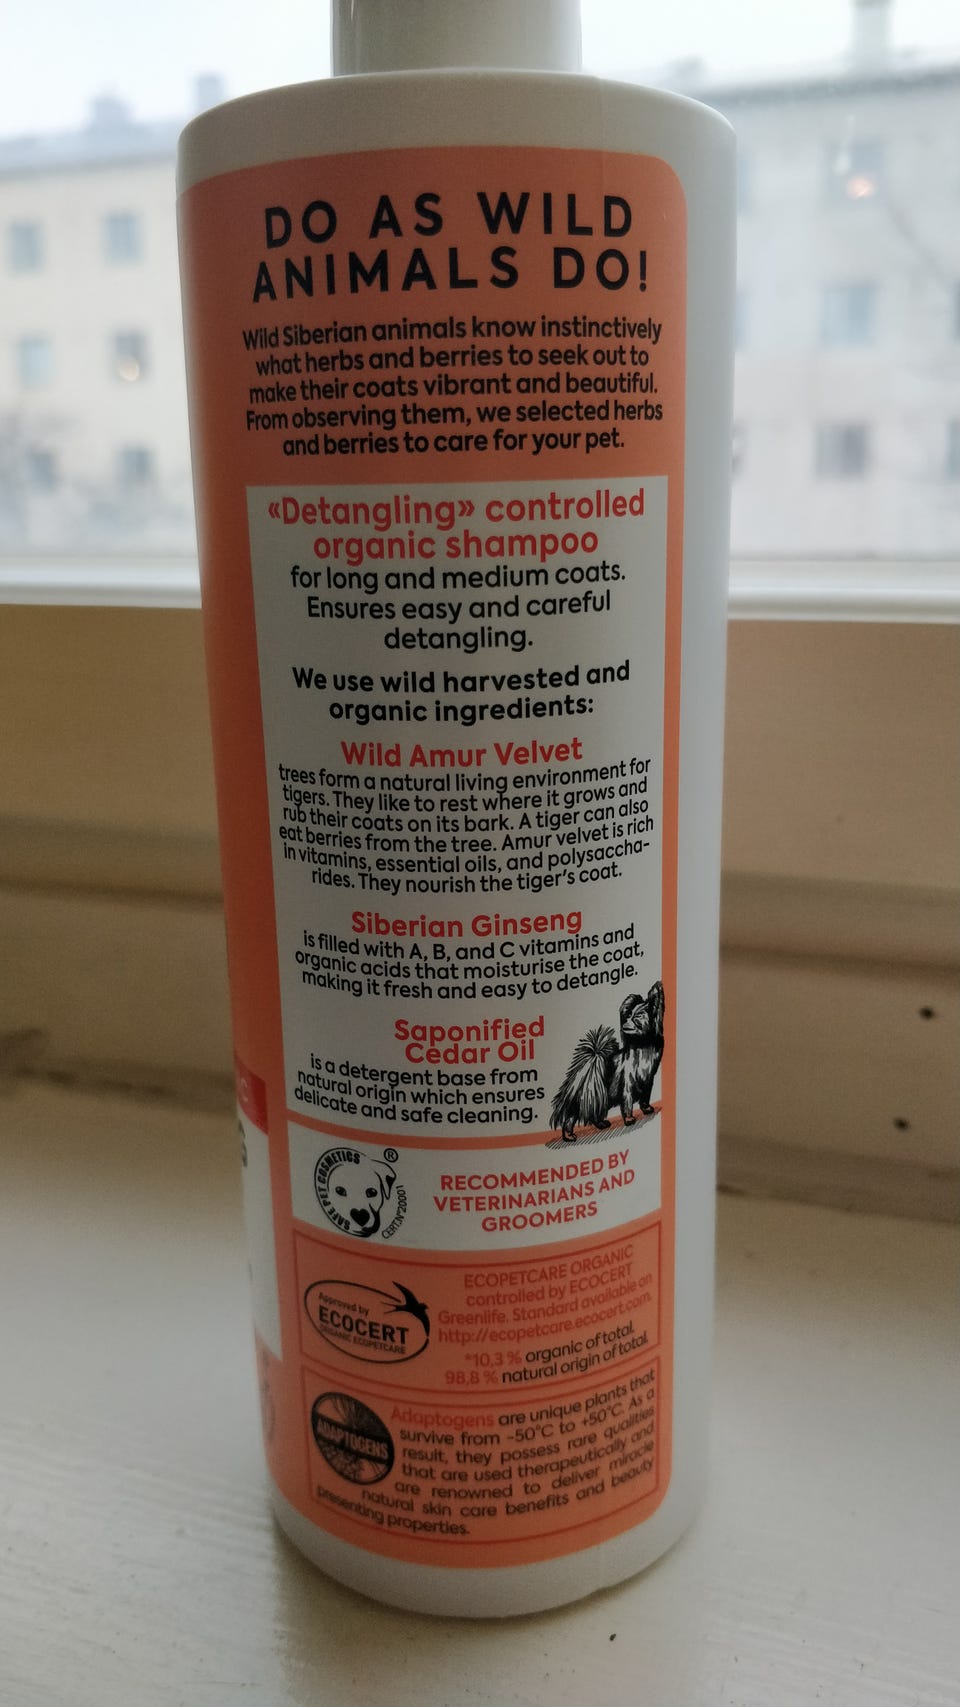 DO AS WILD
ANIMALS DO!
Wild Siberian animals know instinctively
what herbs and berries to seek out to
make their coats vibrant and beautiful.
From observing them, we selected herbs
and berries to care for your pet.
«Detangling» controlled
organic shampoo
for long and medium coats.
Ensures easy and careful
detangling.
We use wild harvested and
organic ingredients:
Wild Amur Velvet
trees form a natural living environment for
tigers. They like to rest where it grows and
rub their coats on its bark. A tiger can also
eat berries from the tree. Amur velvet is rich
in vitamins, essential oils, and polysaccha-
rides. They nourish the tiger's coat.
Siberian Ginseng
is filled with A, B, and C vitamins and
organic acids that moisturise the coat,
making it fresh and easy to detangle.
Saponified
Cedar Oil
is a detergent base from
natural origin which ensures
delicate and safe cleaning.
SAFE PET COSMETICS ®
CERT.N°20001
RECOMMENDED BY
VETERINARIANS AND
GROOMERS
Approved by
ECOCERT
ORGANIC ECOPETCARE
ECOPETCARE ORGANIC
controlled by ECOCERT
Greenlife. Standard available on
http://ecopetcare.ecocert.com.
*10,3 % organic of total.
98,8 % natural origin of total.
ADAPTOGENS
Adaptogens are unique plants that
survive from -50°C to +50°C. As a
result, they possess rare qualities
that are used therapeutically and
are renowned to deliver miracle
natural skin care benefits and beauty
presenting properties.